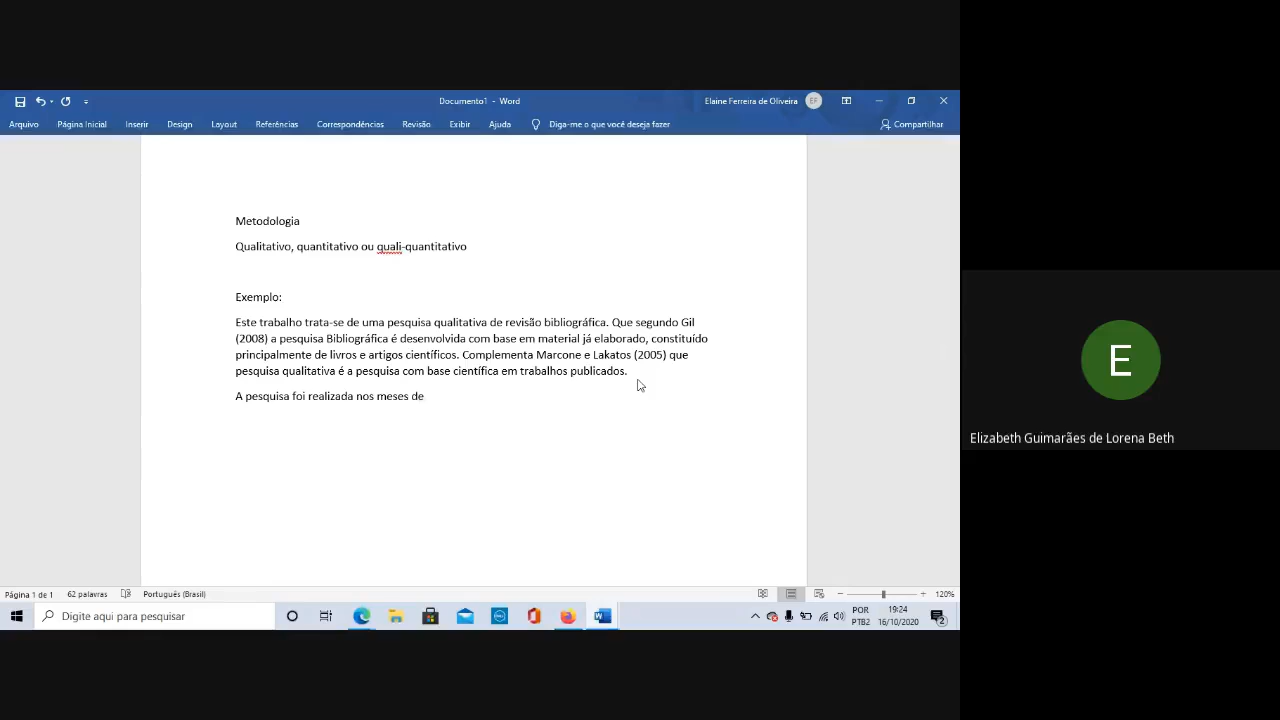 Documento1 - Word
Elaine Ferreira de Oliveira
EF
Arquivo Página Inicial Inserir Design Layout Referências Correspondências Revisão Exibir Ajuda Diga-me o que você deseja fazer Compartilhar
Metodologia
Qualitativo, quantitativo ou quali-quantitativo
Exemplo:
Este trabalho trata-se de uma pesquisa qualitativa de revisão bibliográfica. Que segundo Gil
(2008) a pesquisa Bibliográfica é desenvolvida com base em material já elaborado, constituído
principalmente de livros e artigos científicos. Complementa Marcone e Lakatos (2005) que
pesquisa qualitativa é a pesquisa com base científica em trabalhos publicados.
A pesquisa foi realizada nos meses de
E
Elizabeth Guimarães de Lorena Beth
Página 1 de 1 62 palavras Português (Brasil) 120%
Digite aqui para pesquisar
POR
PTB2
19:24
16/10/2020
2